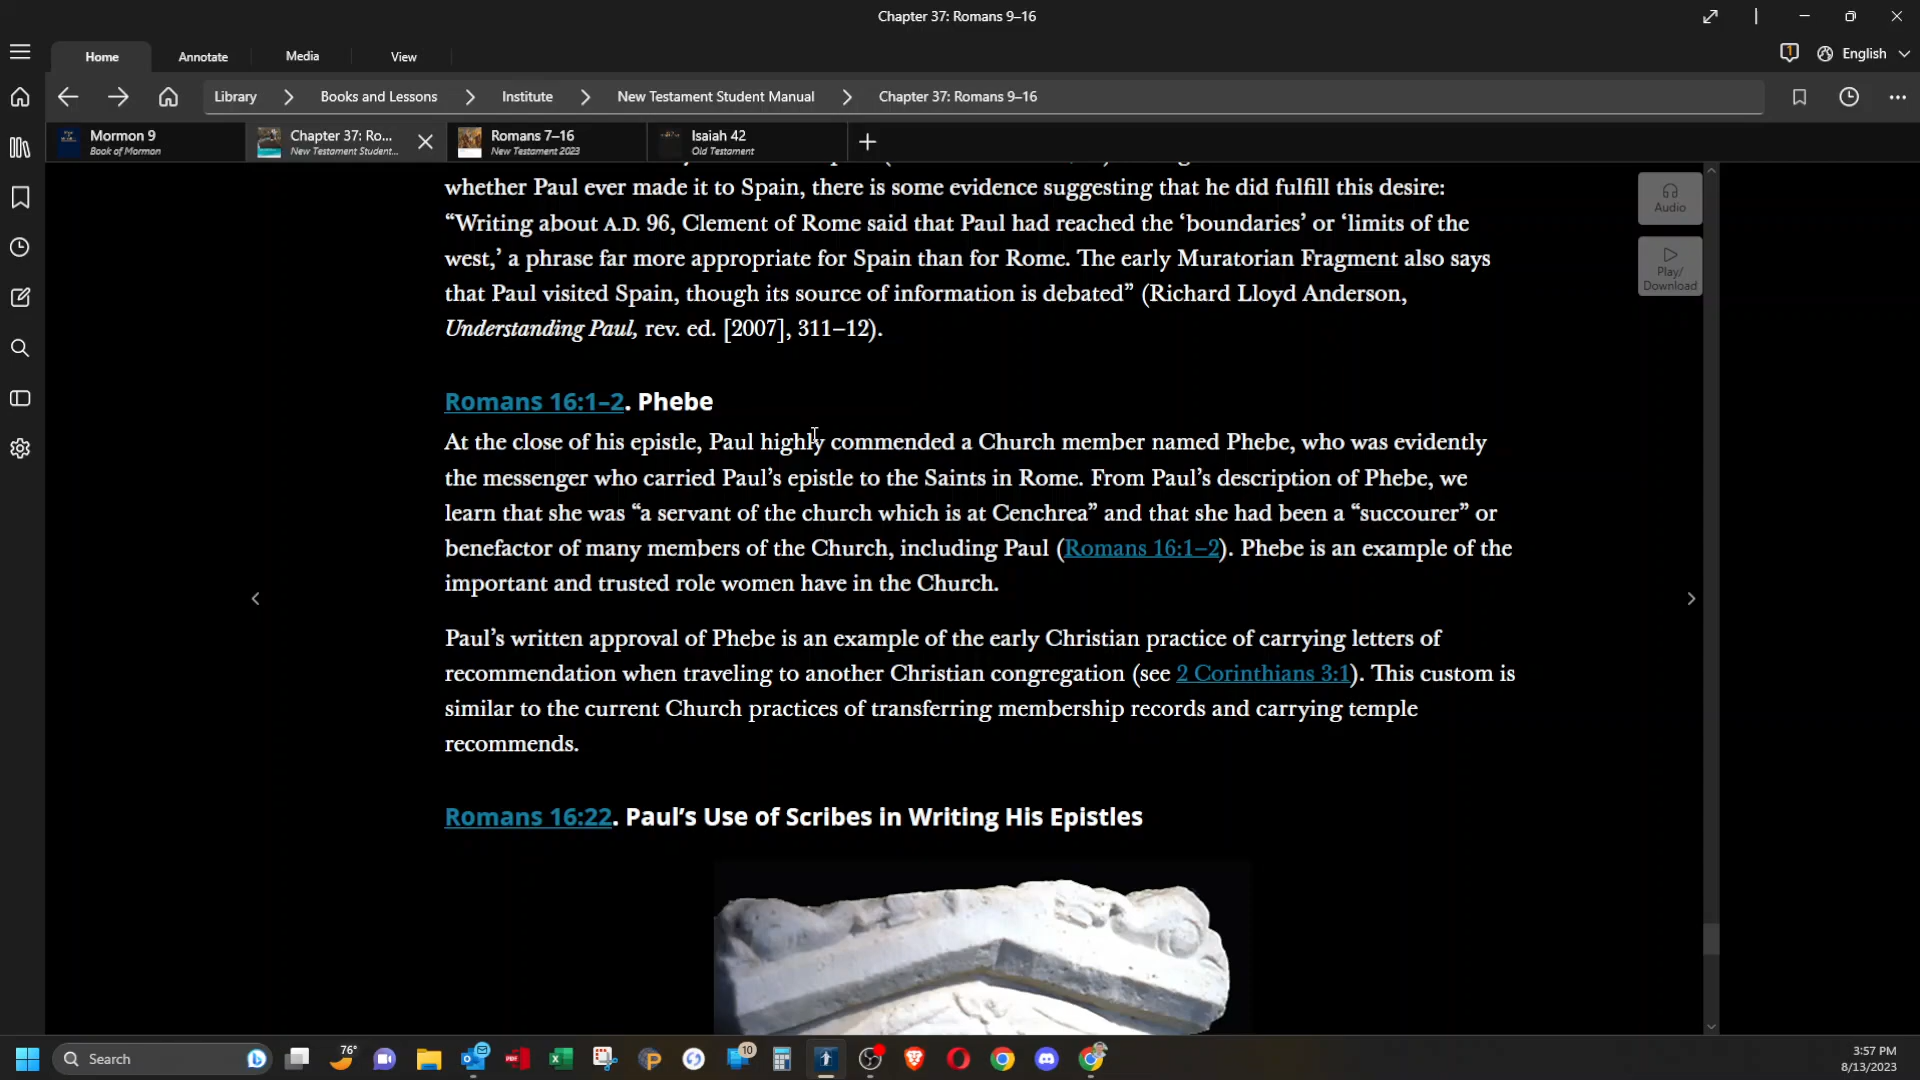 Chapter 37: Romans 9–16
Home
Annotate
Media
View
1
English
Library
Books and Lessons
Institute
New Testament Student Manual
Chapter 37: Romans 9–16
Mormon 9
Book of Mormon
Chapter 37: Ro...
New Testament Student...
Romans 7–16
New Testament 2023
Isaiah 42
Old Testament
whether Paul ever made it to Spain, there is some evidence suggesting that he did fulfill this desire:
“Writing about A.D. 96, Clement of Rome said that Paul had reached the ‘boundaries’ or ‘limits of the
west,’ a phrase far more appropriate for Spain than for Rome. The early Muratorian Fragment also says
that Paul visited Spain, though its source of information is debated” (Richard Lloyd Anderson,
Understanding Paul, rev. ed. [2007], 311–12).
Audio
Play/
Download
Romans 16:1–2. Phebe
At the close of his epistle, Paul highly commended a Church member named Phebe, who was evidently
the messenger who carried Paul’s epistle to the Saints in Rome. From Paul’s description of Phebe, we
learn that she was “a servant of the church which is at Cenchrea” and that she had been a “succourer” or
benefactor of many members of the Church, including Paul (Romans 16:1–2). Phebe is an example of the
important and trusted role women have in the Church.
Paul’s written approval of Phebe is an example of the early Christian practice of carrying letters of
recommendation when traveling to another Christian congregation (see 2 Corinthians 3:1). This custom is
similar to the current Church practices of transferring membership records and carrying temple
recommends.
Romans 16:22. Paul’s Use of Scribes in Writing His Epistles
Search
76°
10
3:57 PM
8/13/2023